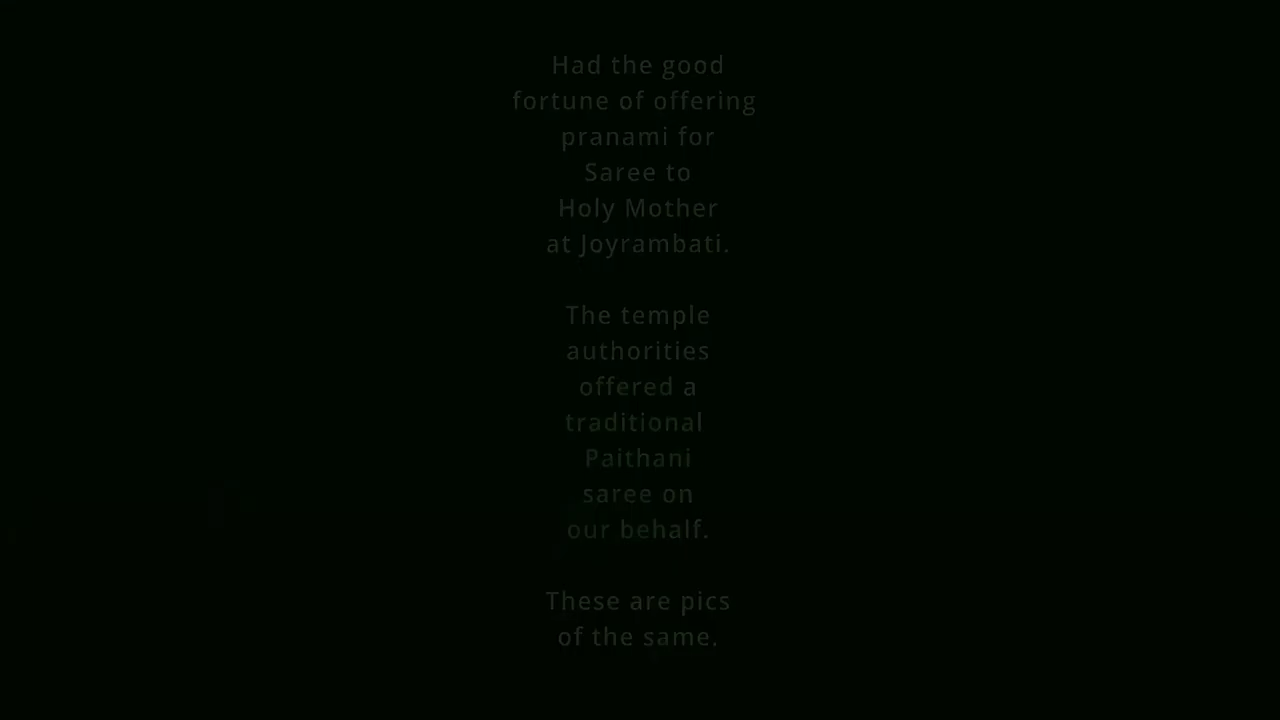 Had the good
fortune of offering
pranami for
Saree to
Holy Mother
at Joyrambati.
The temple
authorities
offered a
traditional
Paithani
saree on
our behalf.
These are pics
of the same.